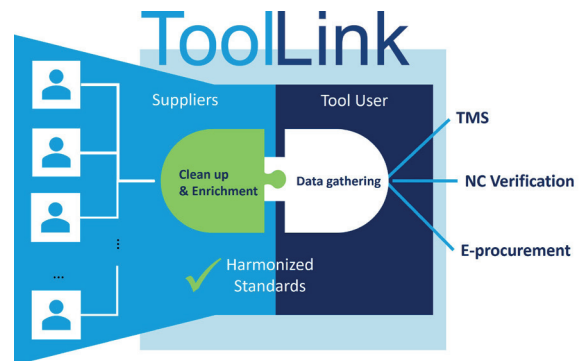 ToolLink
Suppliers
Tool User
TMS
Clean up
& Enrichment
Data gathering
NC Verification
E-procurement
...
Harmonized
Standards
...